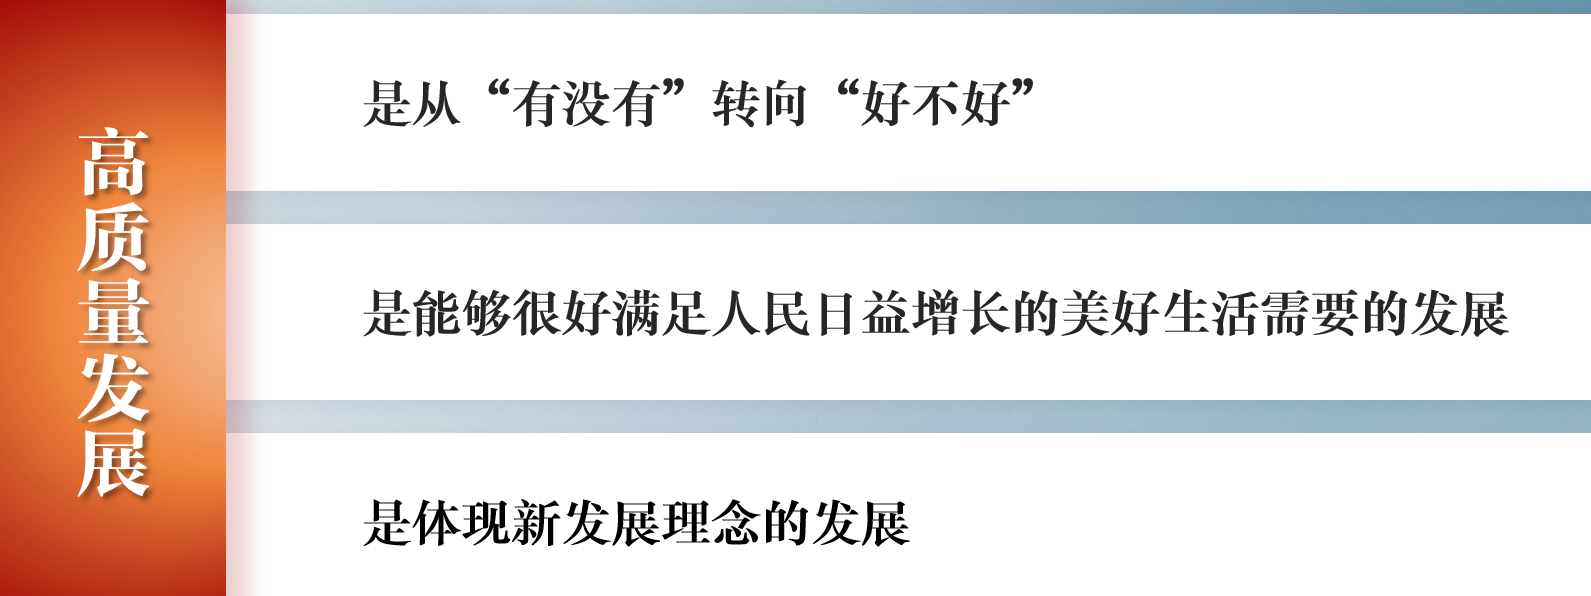 高质量发展
是从“有没有”转向“好不好”
是能够很好满足人民日益增长的美好生活需要的发展
是体现新发展理念的发展